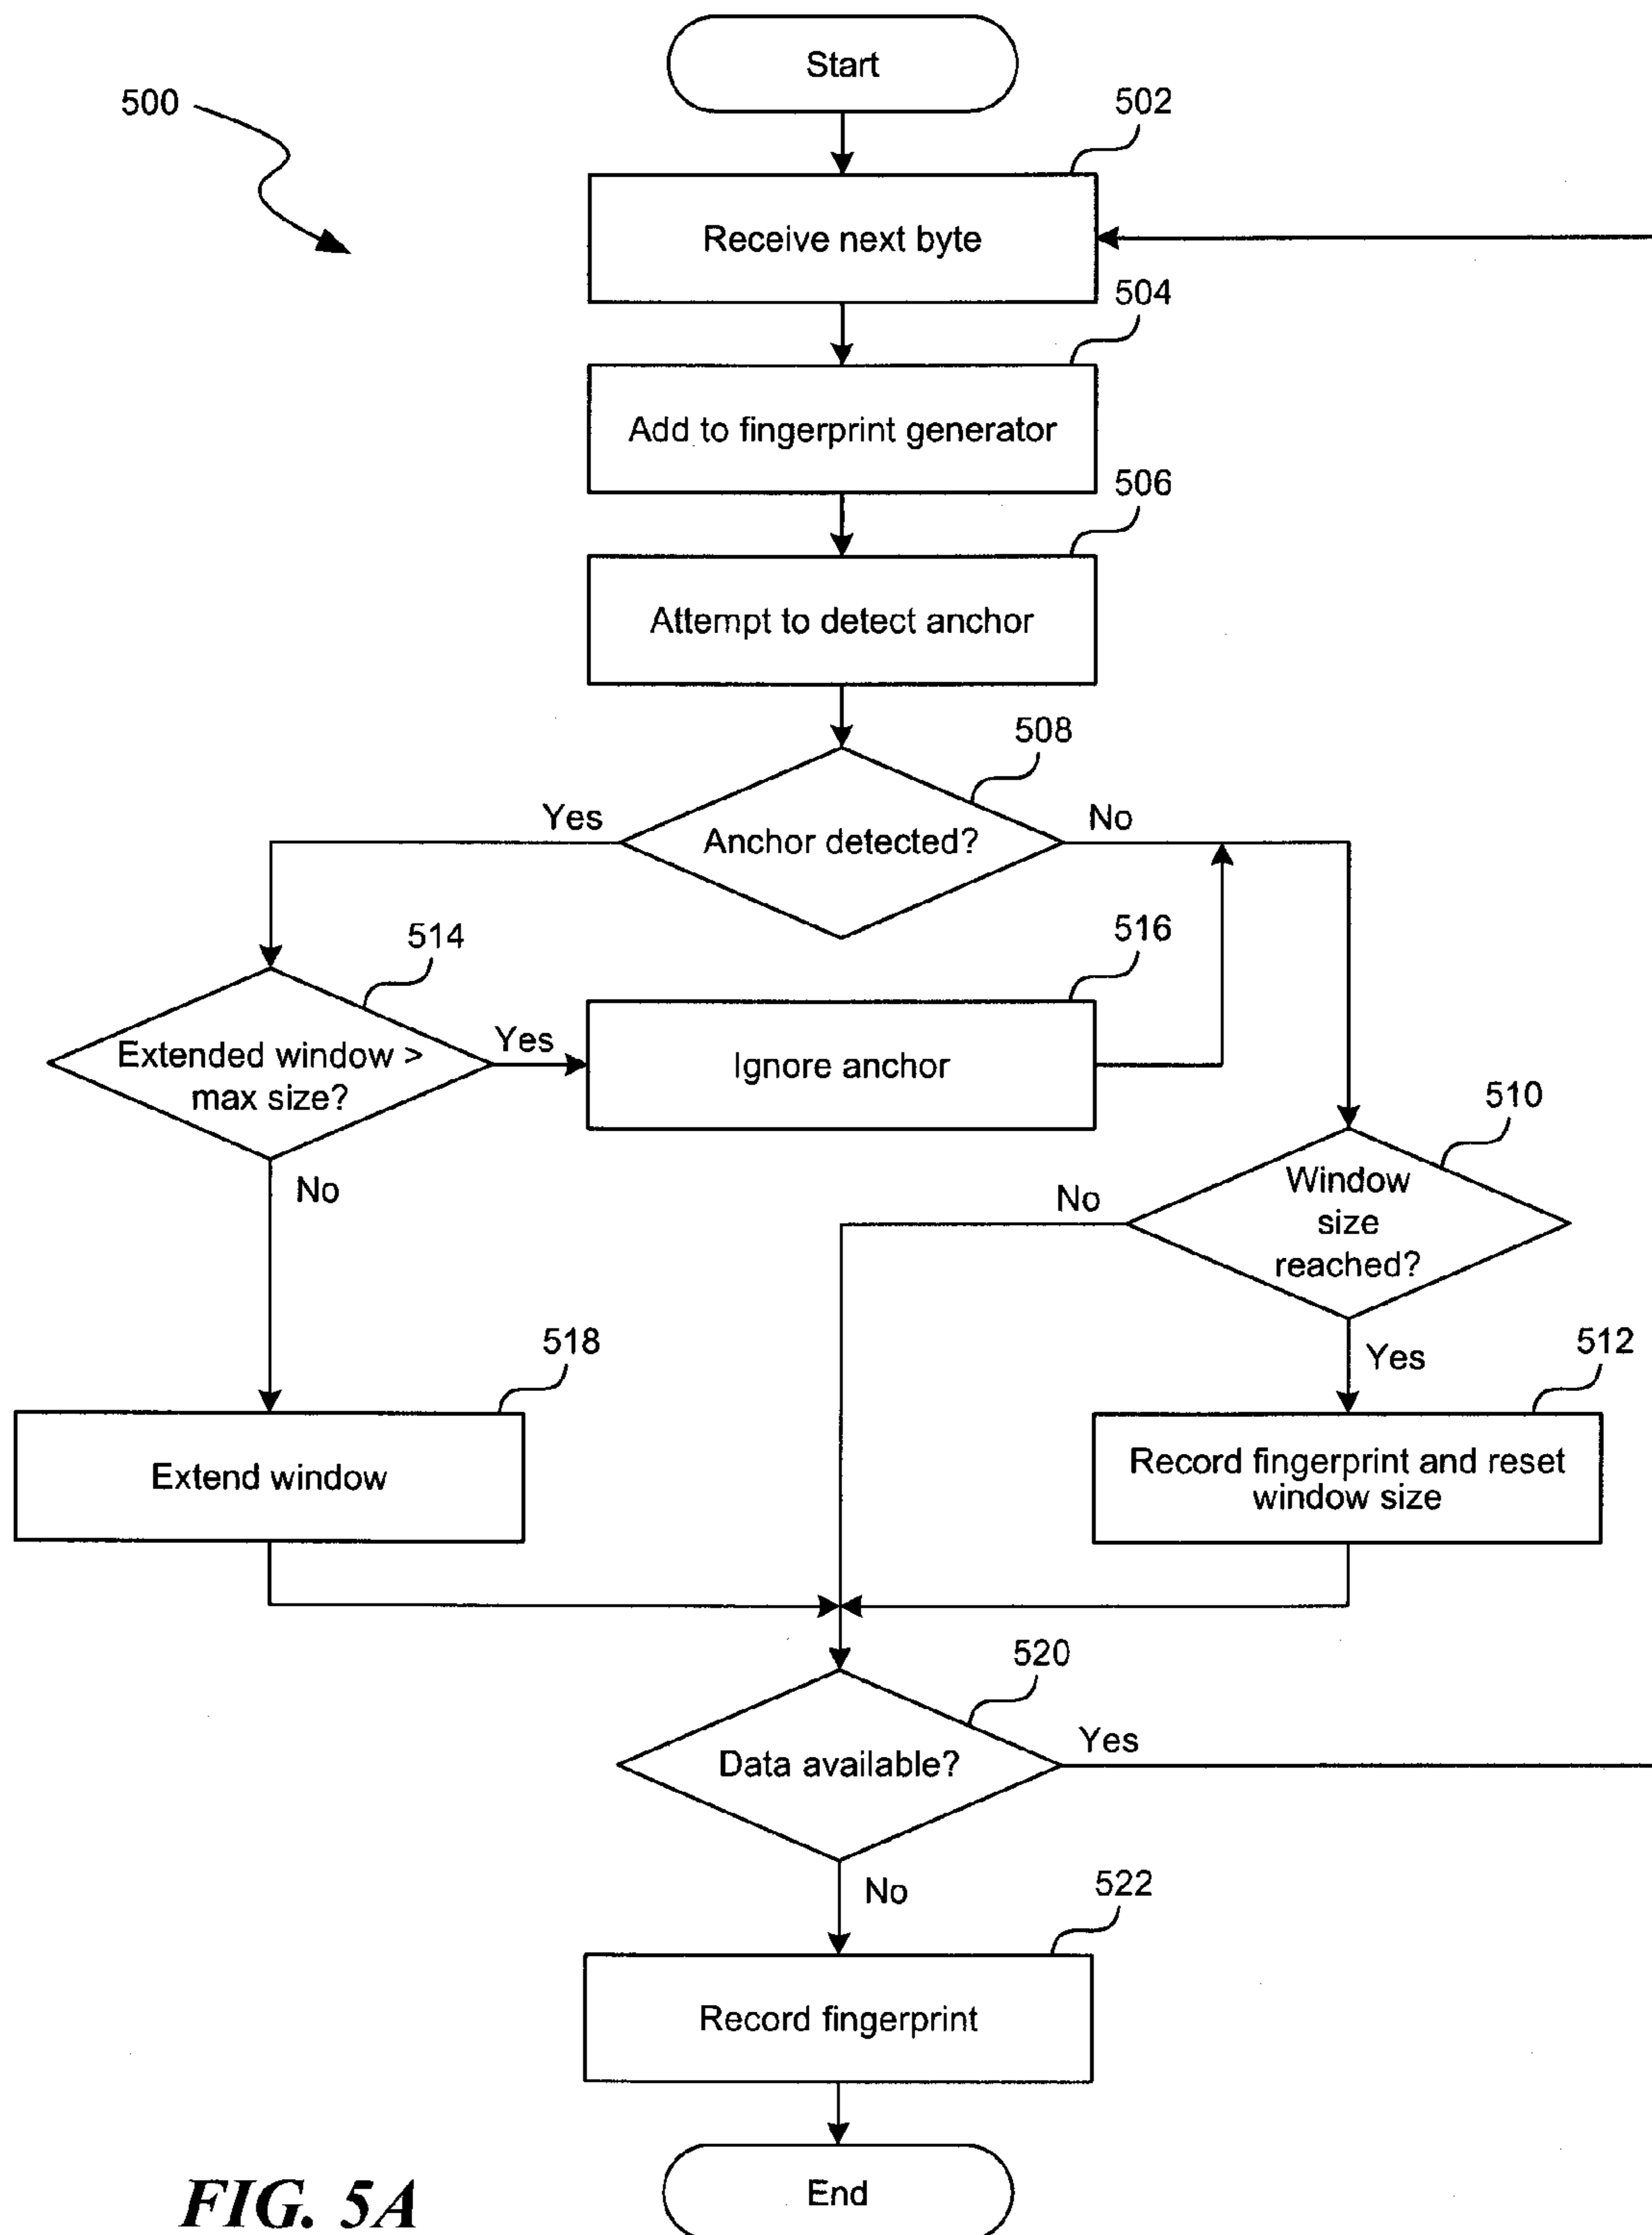 Start
500
502
Receive next byte
504
Add to fingerprint generator
506
Attempt to detect anchor
508
Yes
Anchor detected?
No
514
516
Extended window >
max size?
Yes
Ignore anchor
510
No
Window
size
reached?
No
Yes
518
512
Extend window
Record fingerprint and reset
window size
520
Data available?
Yes
No
522
Record fingerprint
End
FIG. 5A